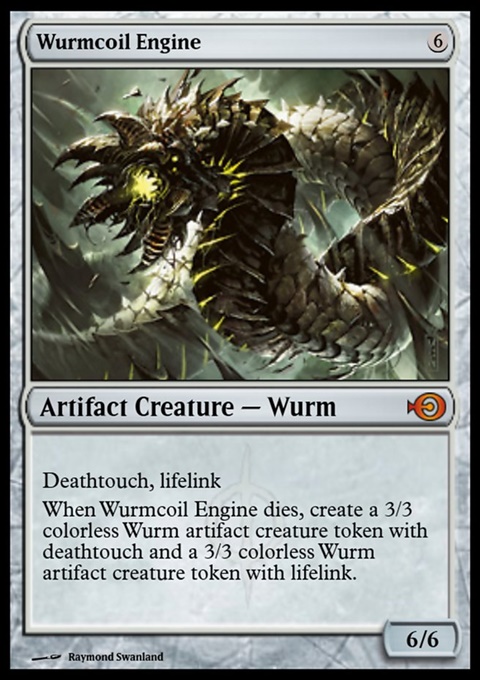 Wurmcoil Engine
6
Artifact Creature — Wurm
Deathtouch, lifelink
When Wurmcoil Engine dies, create a 3/3
colorless Wurm artifact creature token with
deathtouch and a 3/3 colorless Wurm
artifact creature token with lifelink.
6/6
Raymond Swanland